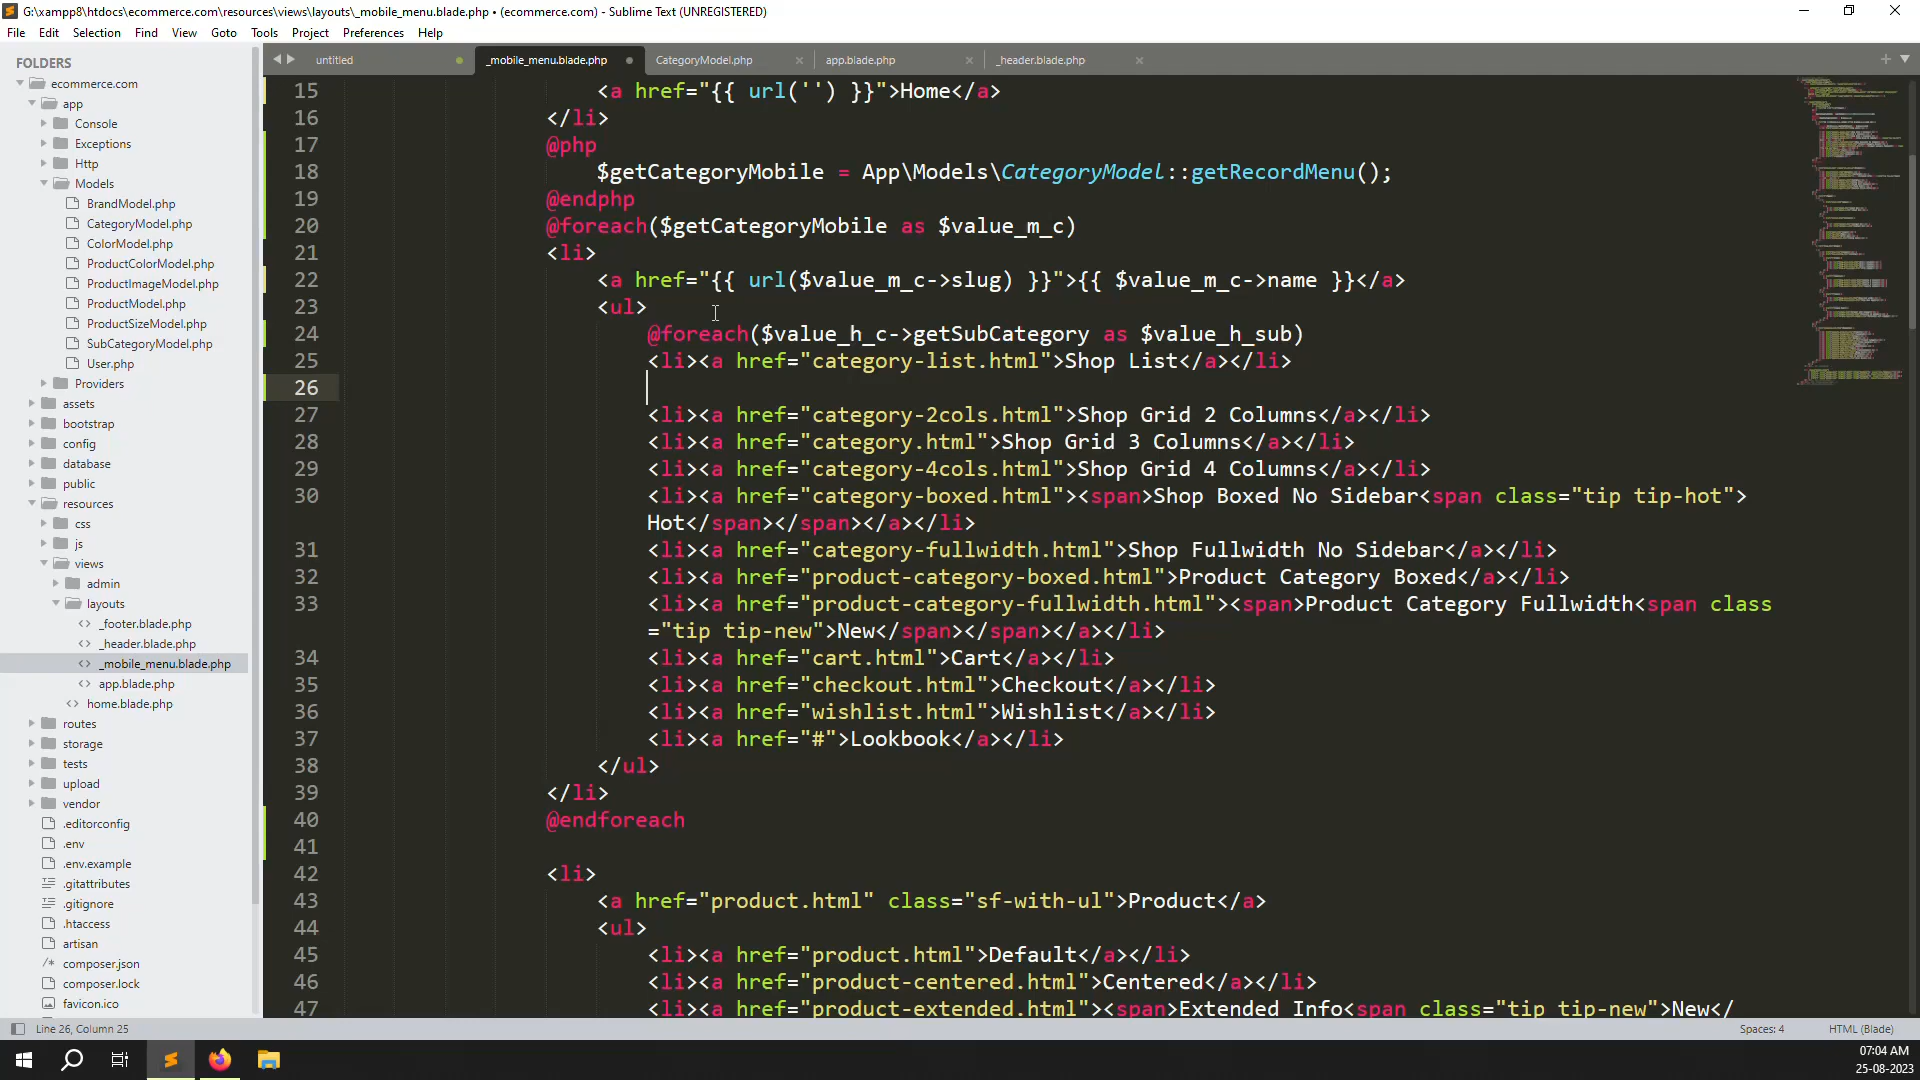 G:\xampp8\htdocs\ecommerce.com\resources\views\layouts\_mobile_menu.blade.php • (ecommerce.com) - Sublime Text (UNREGISTERED)
File Edit Selection Find View Goto Tools Project Preferences Help
FOLDERS
ecommerce.com
app
Console
Exceptions
Http
Models
BrandModel.php
CategoryModel.php
ColorModel.php
ProductColorModel.php
ProductImageModel.php
ProductModel.php
ProductSizeModel.php
SubCategoryModel.php
User.php
Providers
assets
bootstrap
config
database
public
resources
css
js
views
admin
layouts
_footer.blade.php
_header.blade.php
_mobile_menu.blade.php
app.blade.php
home.blade.php
routes
storage
tests
upload
vendor
.editorconfig
.env
.env.example
.gitattributes
.gitignore
.htaccess
artisan
composer.json
composer.lock
favicon.ico
untitled _mobile_menu.blade.php CategoryModel.php app.blade.php _header.blade.php
15 <a href="{{ url('') }}">Home</a>
16 </li>
17 @php
18 $getCategoryMobile = App\Models\CategoryModel::getRecordMenu();
19 @endphp
20 @foreach($getCategoryMobile as $value_m_c)
21 <li>
22 <a href="{{ url($value_m_c->slug) }}">{{ $value_m_c->name }}</a>
23 <ul>
24 @foreach($value_h_c->getSubCategory as $value_h_sub)
25 <li><a href="category-list.html">Shop List</a></li>
26
27 <li><a href="category-2cols.html">Shop Grid 2 Columns</a></li>
28 <li><a href="category.html">Shop Grid 3 Columns</a></li>
29 <li><a href="category-4cols.html">Shop Grid 4 Columns</a></li>
30 <li><a href="category-boxed.html"><span>Shop Boxed No Sidebar<span class="tip tip-hot">
Hot</span></span></a></li>
31 <li><a href="category-fullwidth.html">Shop Fullwidth No Sidebar</a></li>
32 <li><a href="product-category-boxed.html">Product Category Boxed</a></li>
33 <li><a href="product-category-fullwidth.html"><span>Product Category Fullwidth<span class
="tip tip-new">New</span></span></a></li>
34 <li><a href="cart.html">Cart</a></li>
35 <li><a href="checkout.html">Checkout</a></li>
36 <li><a href="wishlist.html">Wishlist</a></li>
37 <li><a href="#">Lookbook</a></li>
38 </ul>
39 </li>
40 @endforeach
41
42 <li>
43 <a href="product.html" class="sf-with-ul">Product</a>
44 <ul>
45 <li><a href="product.html">Default</a></li>
46 <li><a href="product-centered.html">Centered</a></li>
47 <li><a href="product-extended.html"><span>Extended Info<span class="tip tip-new">New</
Line 26, Column 25 Spaces: 4 HTML (Blade)
07:04 AM
25-08-2023